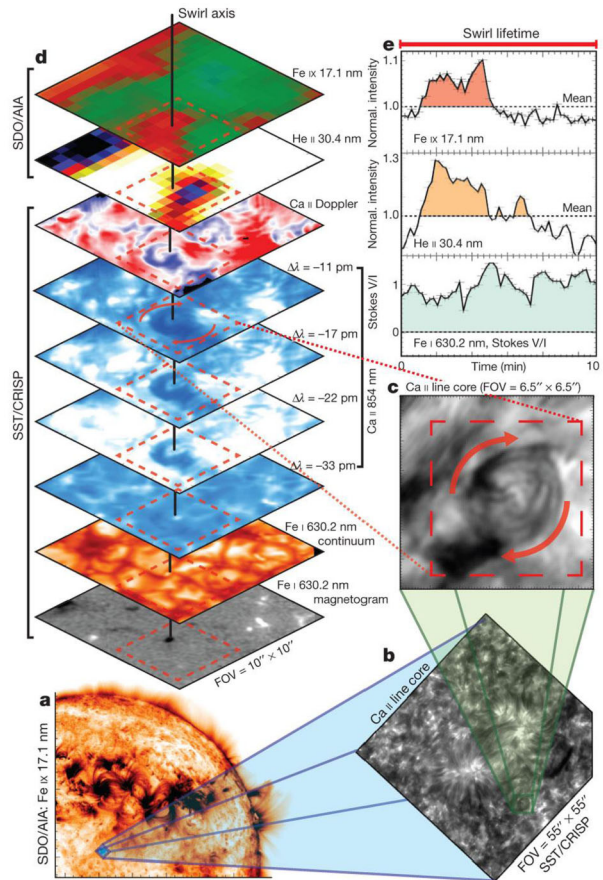 Swirl axis
d
SDO/AIA
Fe IX 17.1 nm
He II 30.4 nm
SST/CRISP
Ca II Doppler
Δλ = −11 pm
Δλ = −17 pm
Δλ = −22 pm
Δλ = −33 pm
Ca II 854 nm
Fe I 630.2 nm
continuum
Fe I 630.2 nm
magnetogram
FOV = 10″ × 10″
e
Swirl lifetime
Normal. intensity
1.1
1.0
Mean
Fe IX 17.1 nm
Normal. intensity
1.3
1.0
Mean
He II 30.4 nm
Stokes V/I
1
0
Fe I 630.2 nm, Stokes V/I
0
Time (min)
10
c
Ca II line core (FOV = 6.5″ × 6.5″)
b
Ca II line core
FOV = 55″ × 55″
SST/CRISP
a
SDO/AIA: Fe IX 17.1 nm